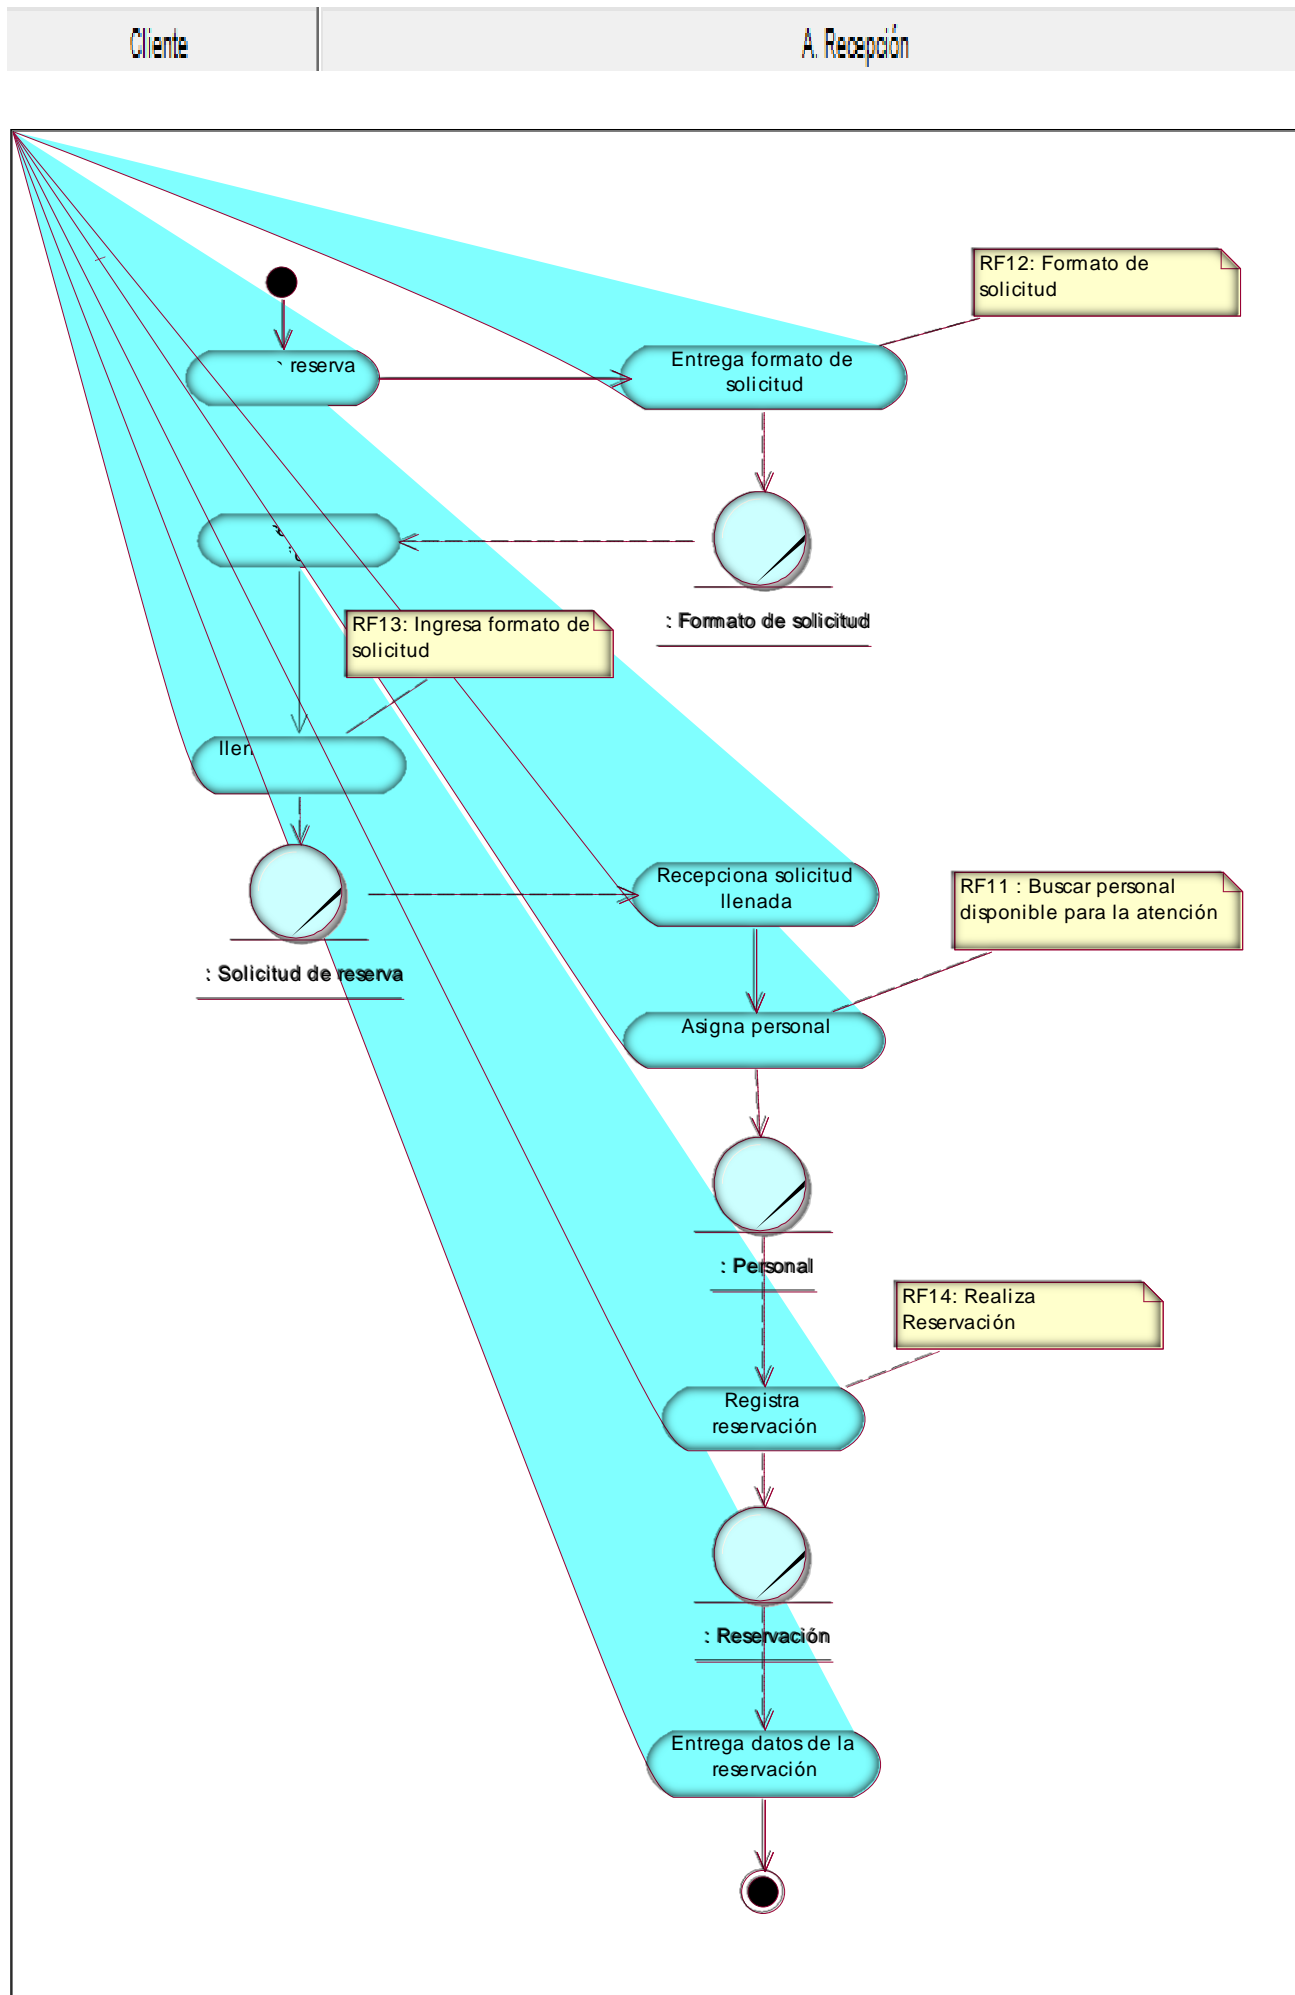 Cliente
A. Recepción
RF12: Formato de
solicitud
reserva
Entrega formato de
solicitud
: Formato de solicitud
RF13: Ingresa formato de
solicitud
Recepciona solicitud
llenada
RF11 : Buscar personal
disponible para la atención
: Solicitud de reserva
Asigna personal
: Personal
RF14: Realiza
Reservación
Registra
reservación
: Reservación
Entrega datos de la
reservación